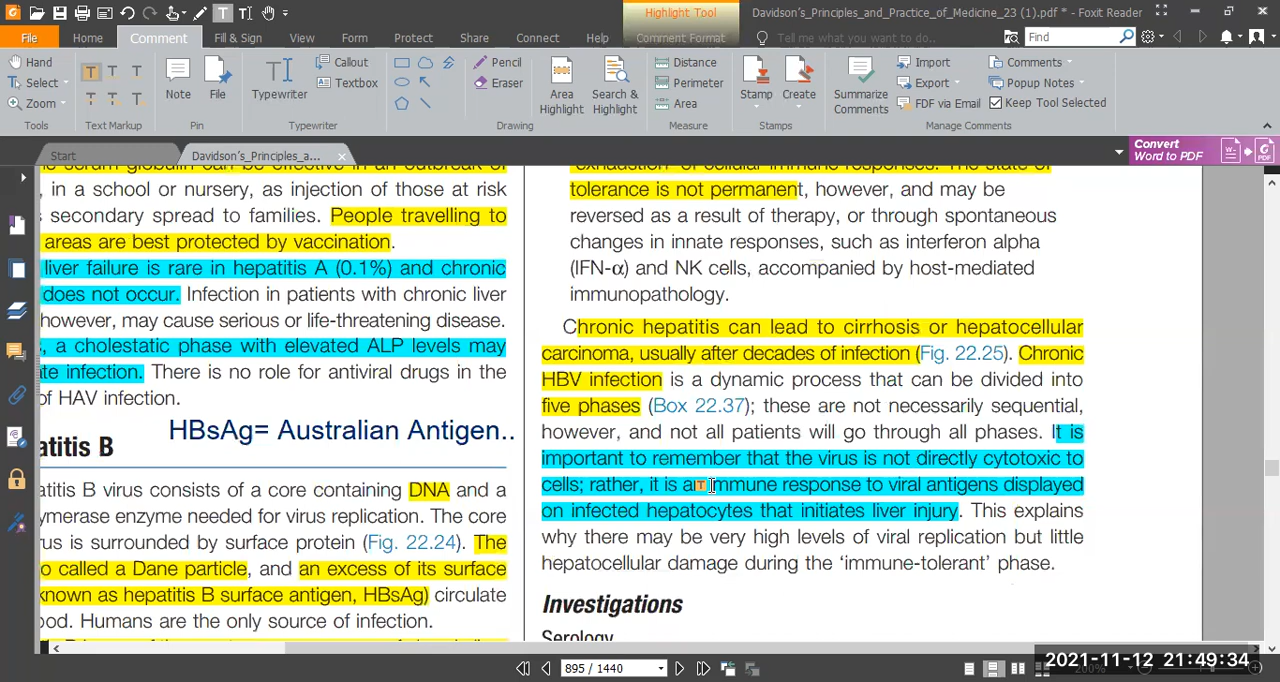 Highlight Tool
Davidson's_Principles_and_Practice_of_Medicine_23 (1).pdf * - Foxit Reader
File
Home
Comment
Fill & Sign
View
Form
Protect
Share
Connect
Help
Comment Format
Tell me what you want to do..
Find
Hand
Select
Zoom
Tools
Text Markup
Note
File
Pin
Typewriter
Callout
Textbox
Typewriter
Pencil
Eraser
Drawing
Area
Highlight
Search &
Highlight
Distance
Perimeter
Area
Measure
Stamp
Create
Stamps
Summarize
Comments
Import
Export
FDF via Email
Comments
Popup Notes
Keep Tool Selected
Manage Comments
Start
Davidson's_Principles_a...
Convert
Word to PDF
, in a school or nursery, as injection of those at risk
secondary spread to families. People travelling to
areas are best protected by vaccination.
liver failure is rare in hepatitis A (0.1%) and chronic
does not occur. Infection in patients with chronic liver
however, may cause serious or life-threatening disease.
, a cholestatic phase with elevated ALP levels may
te infection. There is no role for antiviral drugs in the
of HAV infection.
HBsAg= Australian Antigen..
atitis B
atitis B virus consists of a core containing DNA and a
ymerase enzyme needed for virus replication. The core
rus is surrounded by surface protein (Fig. 22.24). The
o called a Dane particle, and an excess of its surface
known as hepatitis B surface antigen, HBsAg) circulate
ood. Humans are the only source of infection.
exhaustion of cellular immune responses. The state of
tolerance is not permanent, however, and may be
reversed as a result of therapy, or through spontaneous
changes in innate responses, such as interferon alpha
(IFN-α) and NK cells, accompanied by host-mediated
immunopathology.
Chronic hepatitis can lead to cirrhosis or hepatocellular
carcinoma, usually after decades of infection (Fig. 22.25). Chronic
HBV infection is a dynamic process that can be divided into
five phases (Box 22.37); these are not necessarily sequential,
however, and not all patients will go through all phases. It is
important to remember that the virus is not directly cytotoxic to
cells; rather, it is an immune response to viral antigens displayed
on infected hepatocytes that initiates liver injury. This explains
why there may be very high levels of viral replication but little
hepatocellular damage during the ‘immune-tolerant’ phase.
Investigations
Serology
895 / 1440
2021-11-12 21:49:34